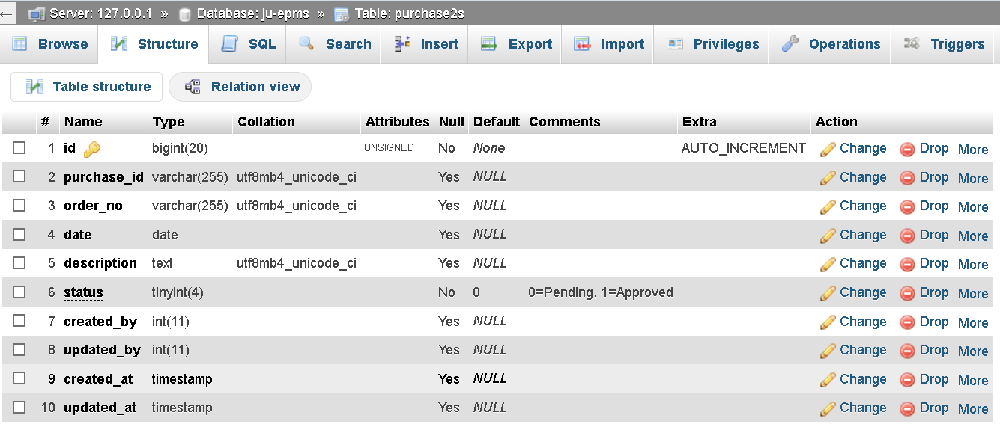 Server: 127.0.0.1 » Database: ju-epms » Table: purchase2s
Browse Structure SQL Search Insert Export Import Privileges Operations Triggers
Table structure Relation view
# Name Type Collation Attributes Null Default Comments Extra Action
1 id bigint(20) UNSIGNED No None AUTO_INCREMENT Change Drop More
2 purchase_id varchar(255) utf8mb4_unicode_ci Yes NULL Change Drop More
3 order_no varchar(255) utf8mb4_unicode_ci Yes NULL Change Drop More
4 date date Yes NULL Change Drop More
5 description text utf8mb4_unicode_ci Yes NULL Change Drop More
6 status tinyint(4) No 0 0=Pending, 1=Approved Change Drop More
7 created_by int(11) Yes NULL Change Drop More
8 updated_by int(11) Yes NULL Change Drop More
9 created_at timestamp Yes NULL Change Drop More
10 updated_at timestamp Yes NULL Change Drop More